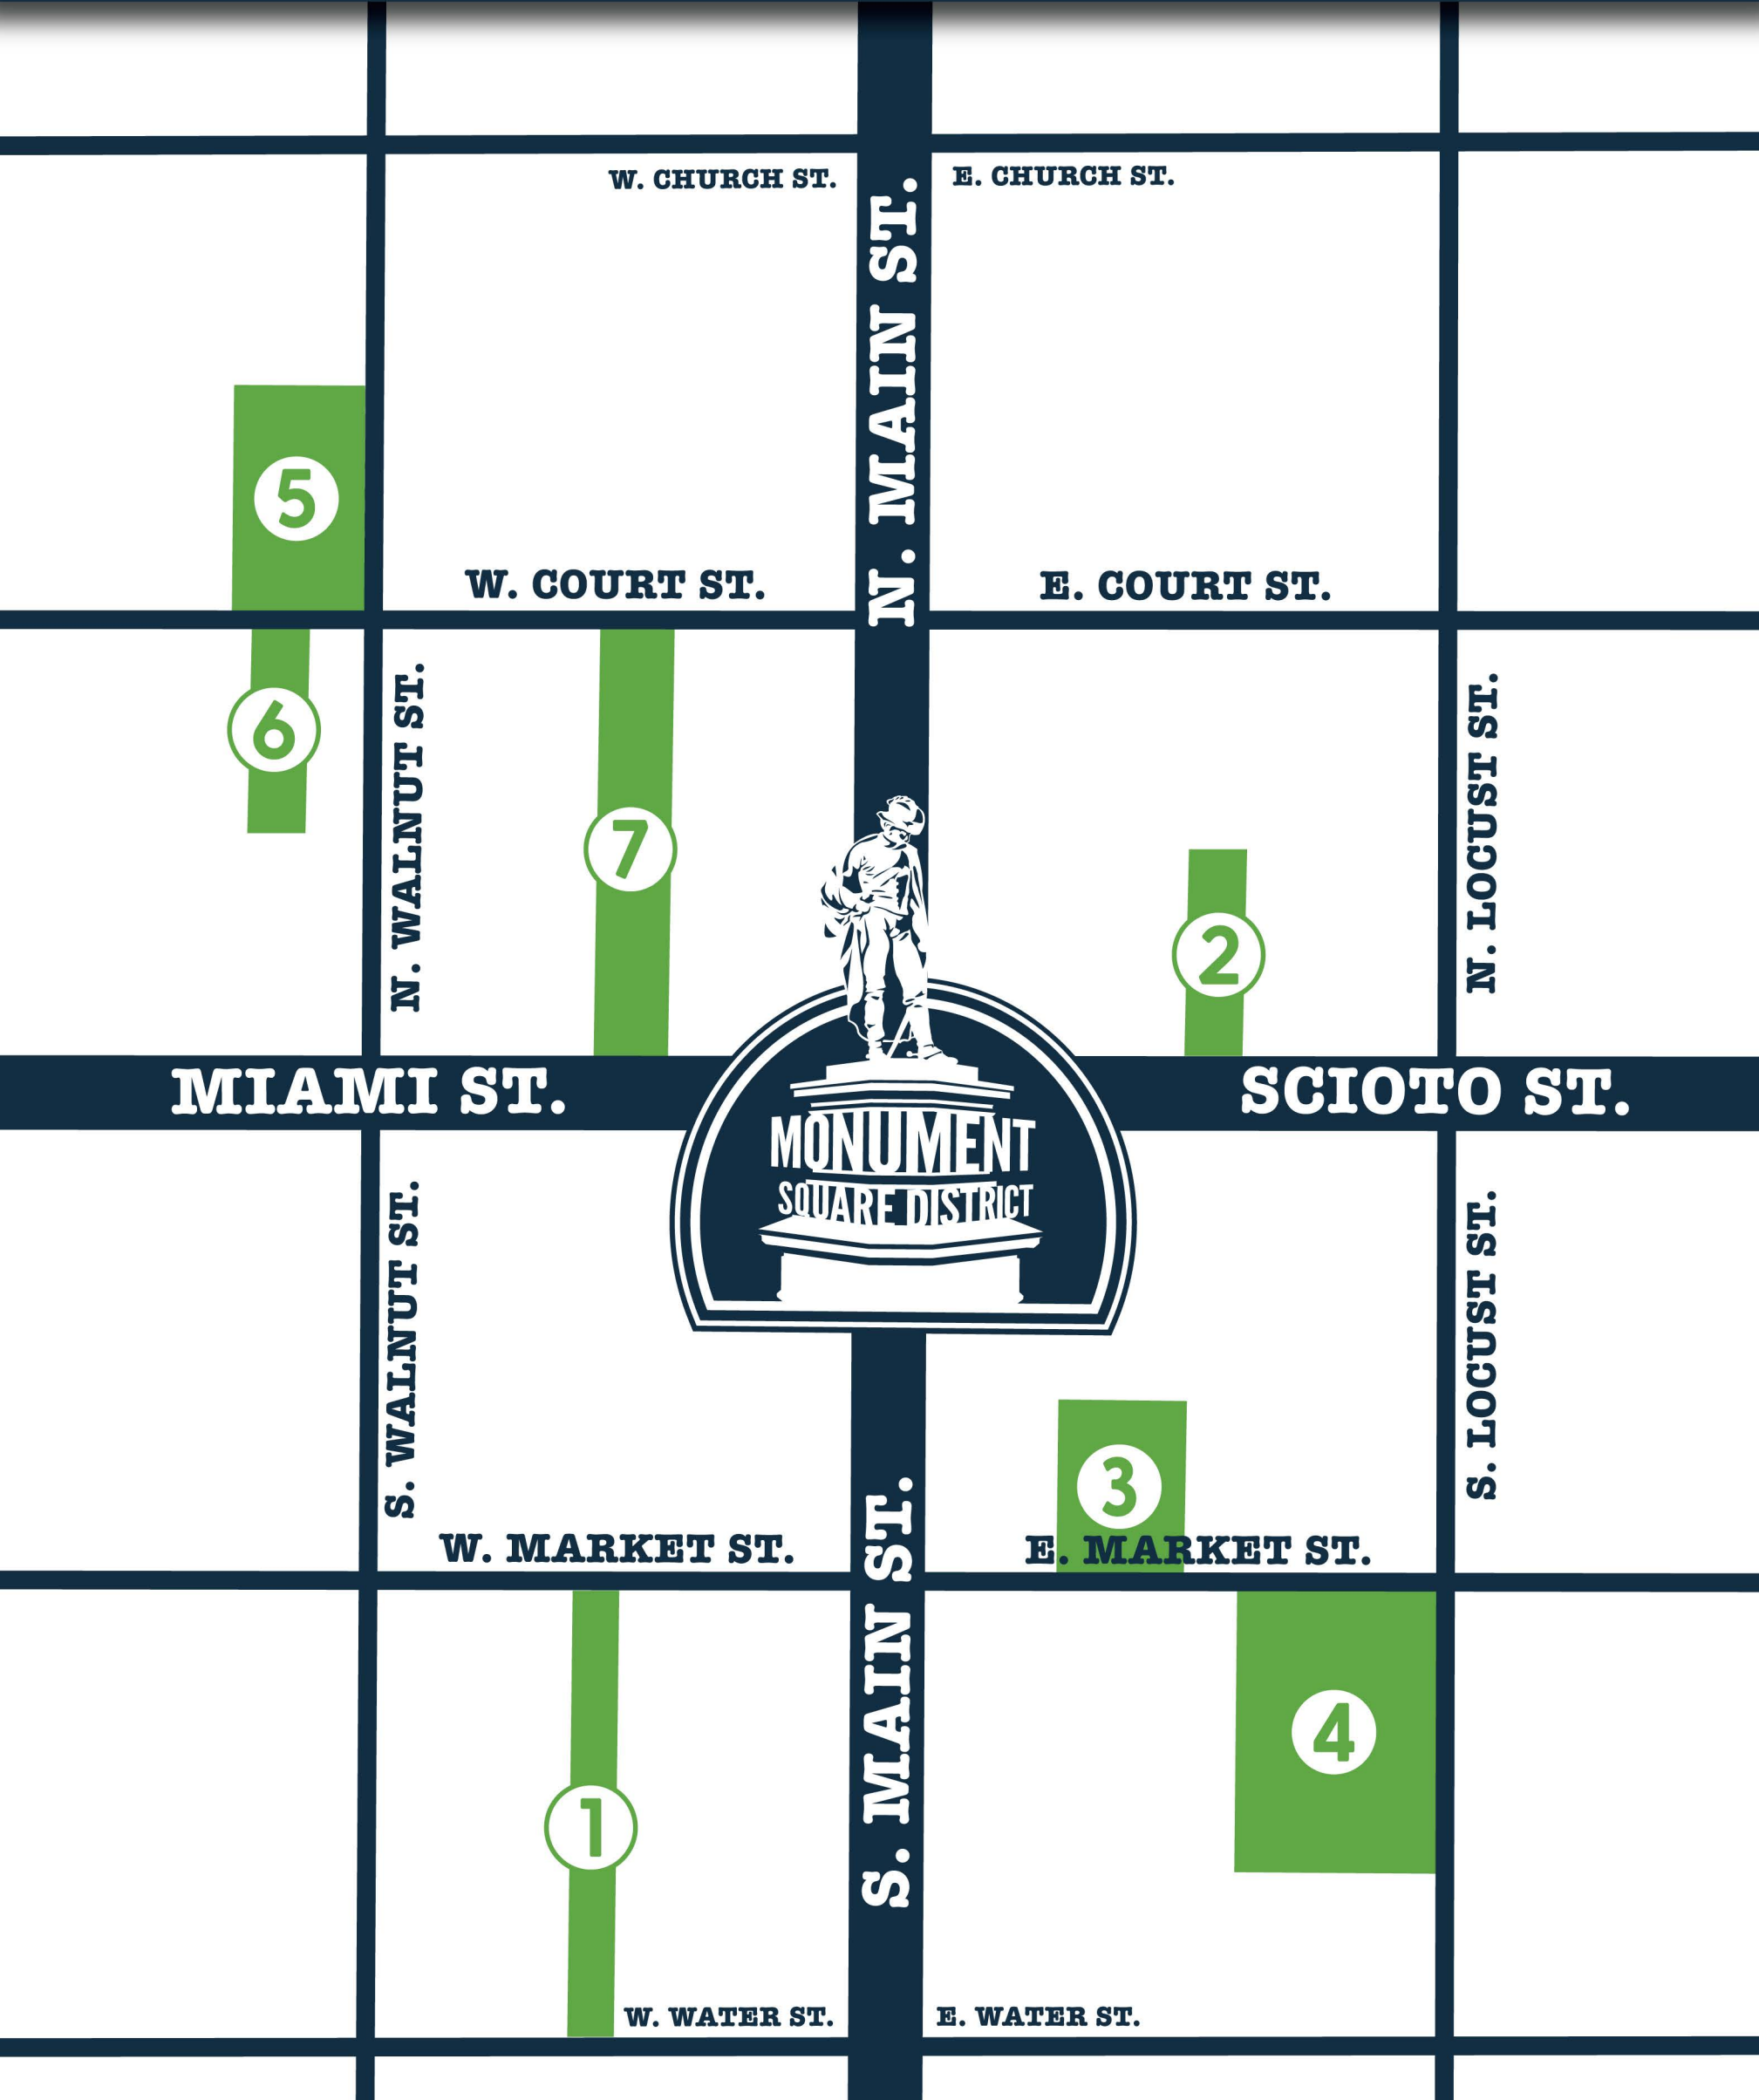 W. CHURCH ST.
E. CHURCH ST.
N. MAIN ST.
5
W. COURT ST.
E. COURT ST.
6
N. WALNUT ST.
7
2
N. LOCUST ST.
MIAMI ST.
SCIOTO ST.
MONUMENT
SQUARE DISTRICT
S. WALNUT ST.
S. LOCUST ST.
3
W. MARKET ST.
E. MARKET ST.
S. MAIN ST.
4
1
W. WATER ST.
E. WATER ST.